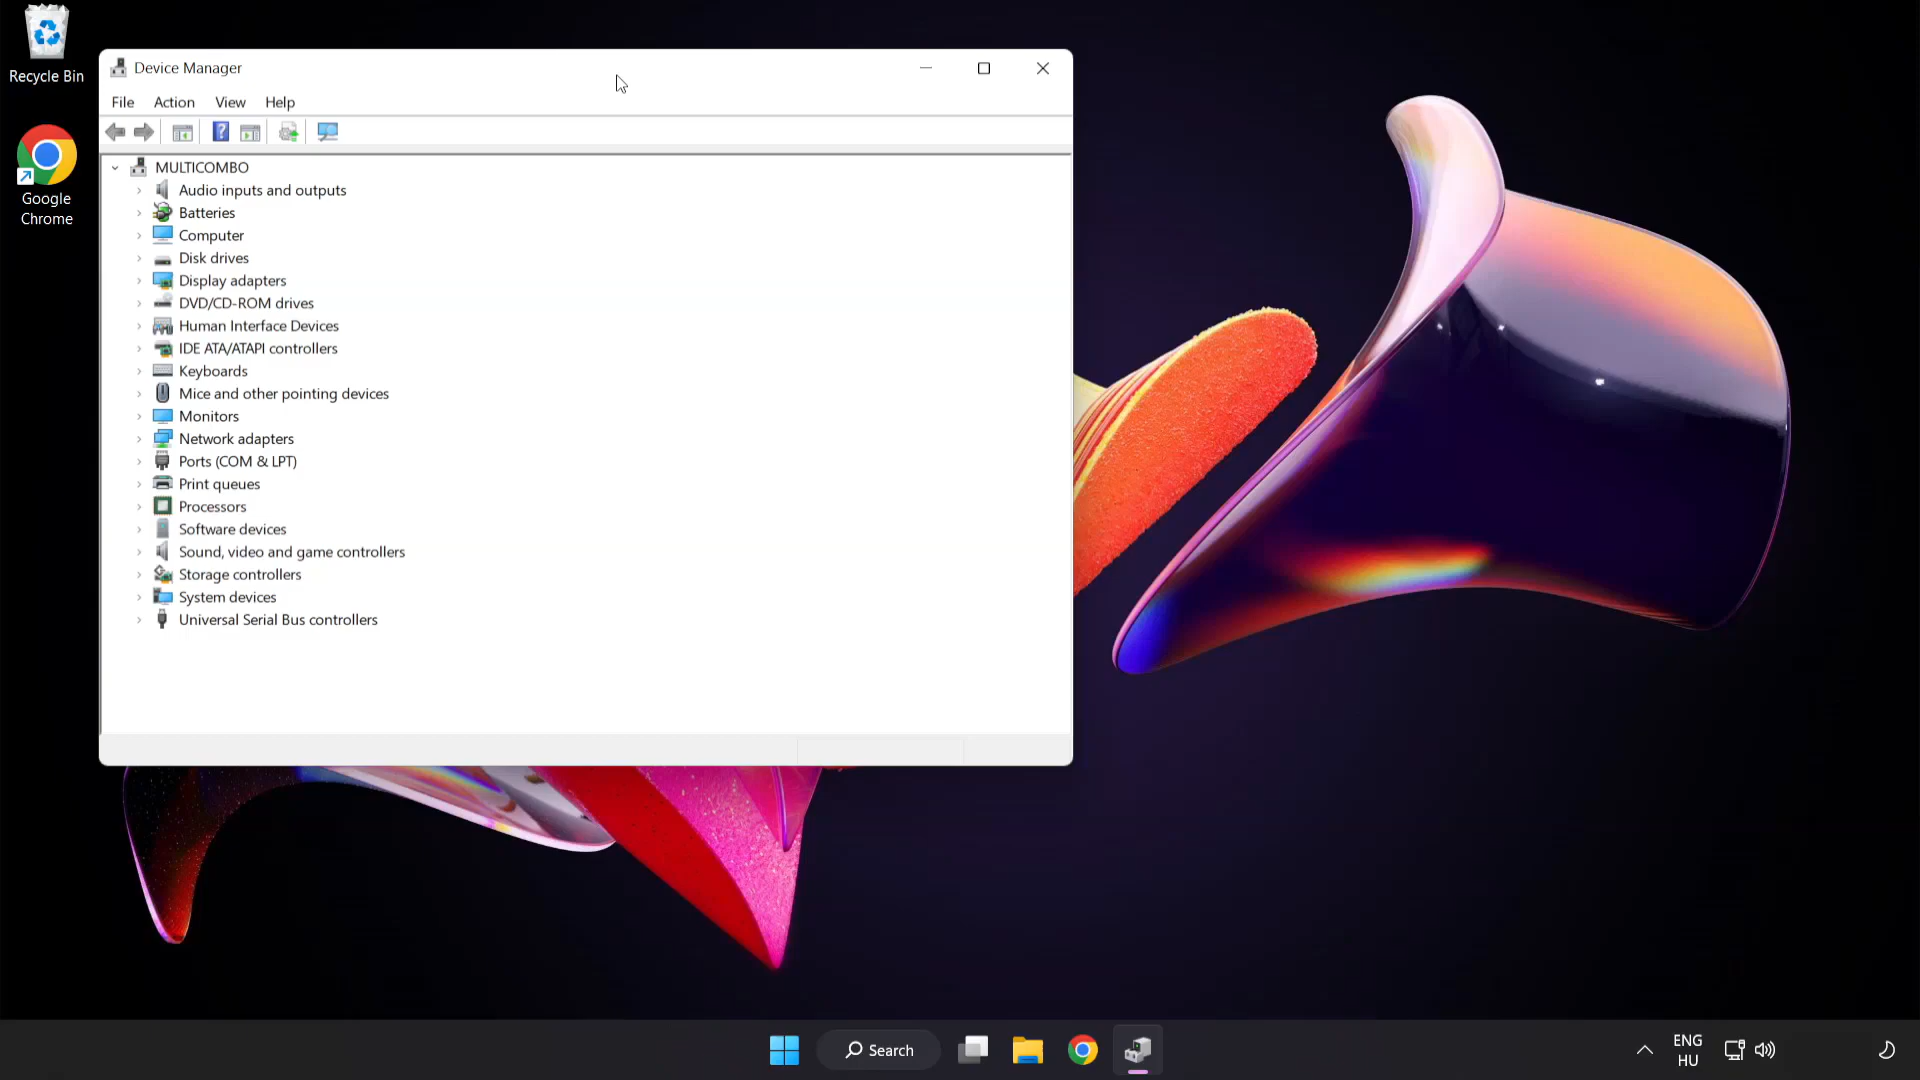 Recycle Bin
Google
Chrome
Device Manager
File Action View Help
MULTICOMBO
Audio inputs and outputs
Batteries
Computer
Disk drives
Display adapters
DVD/CD-ROM drives
Human Interface Devices
IDE ATA/ATAPI controllers
Keyboards
Mice and other pointing devices
Monitors
Network adapters
Ports (COM & LPT)
Print queues
Processors
Software devices
Sound, video and game controllers
Storage controllers
System devices
Universal Serial Bus controllers
Search
ENG
HU